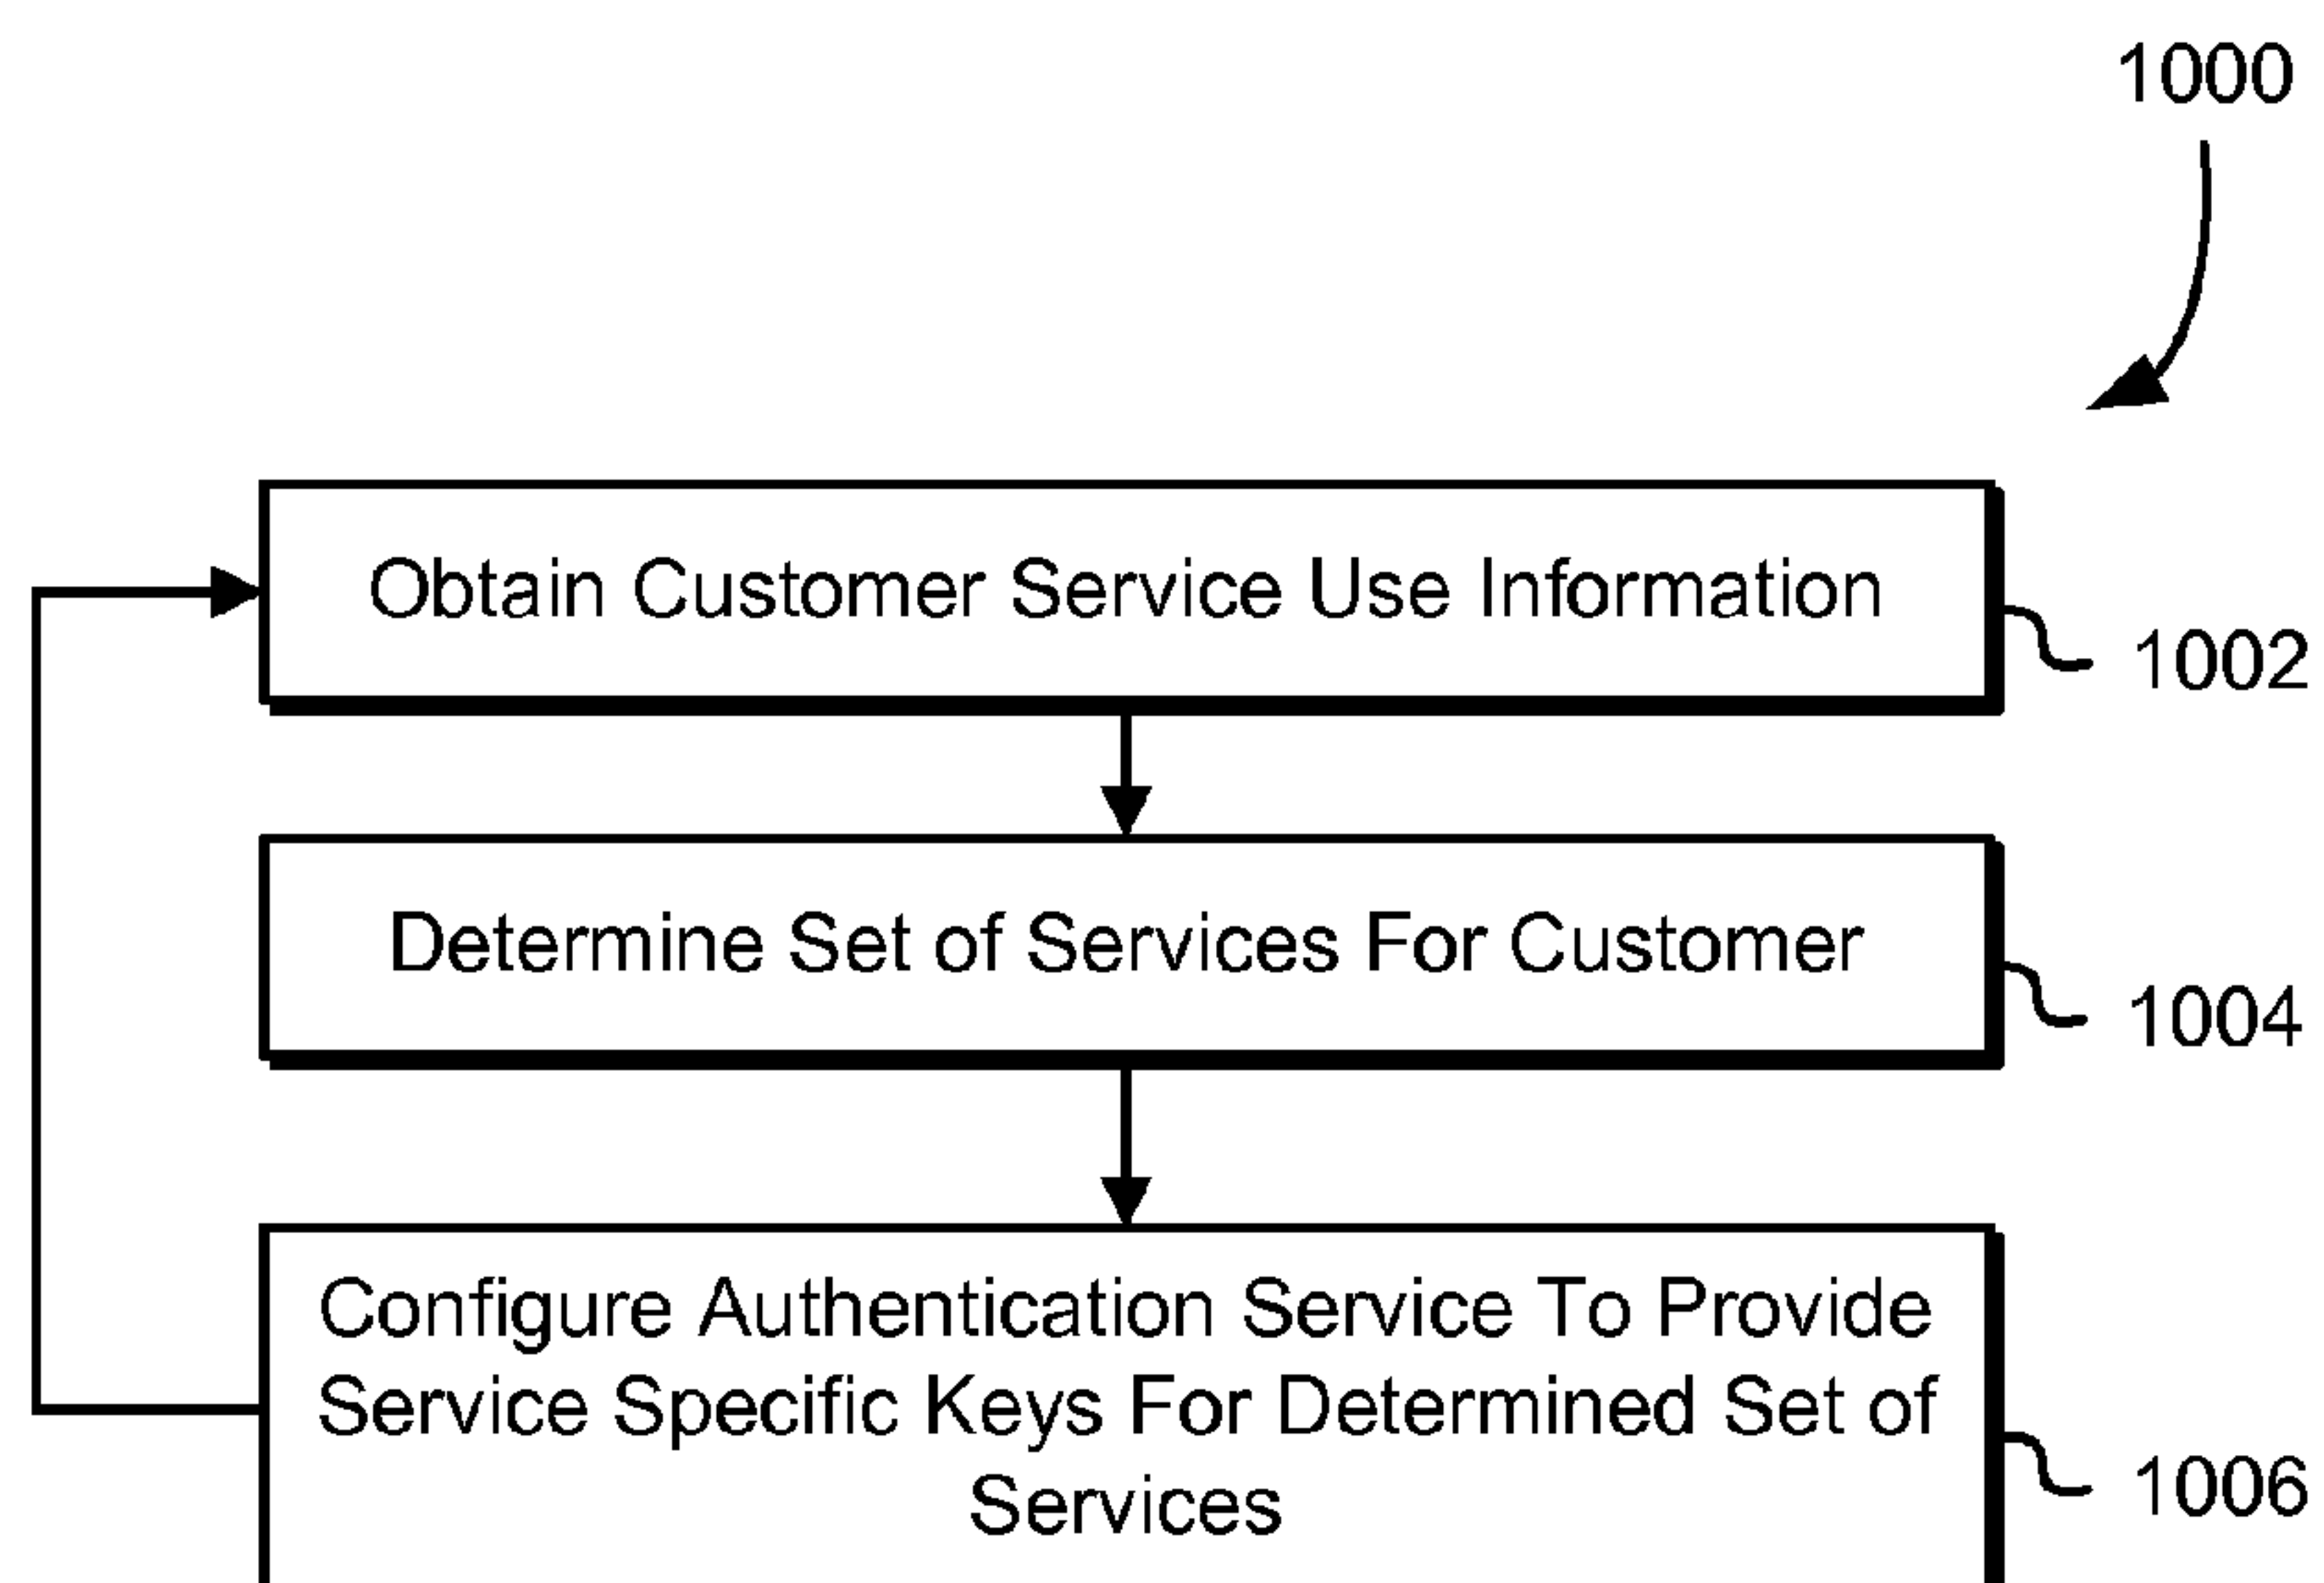 1000
Obtain Customer Service Use Information
1002
Determine Set of Services For Customer
1004
Configure Authentication Service To Provide
Service Specific Keys For Determined Set of
Services
1006